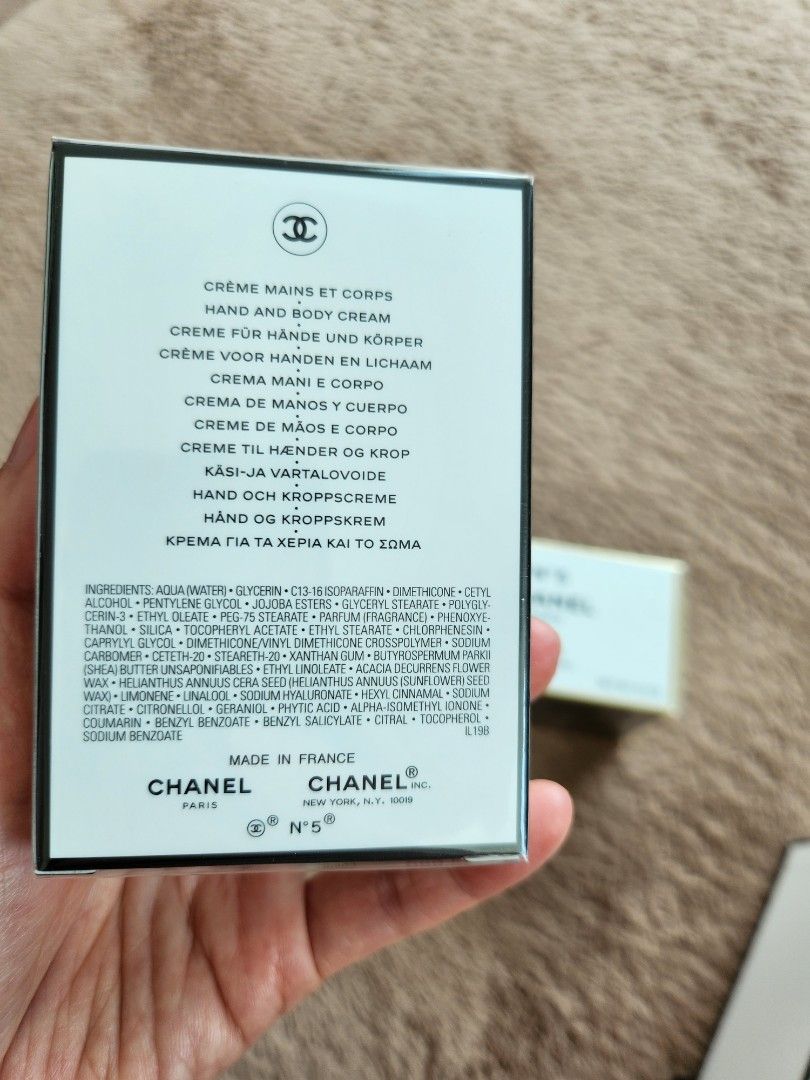 CRÈME MAINS ET CORPS
HAND AND BODY CREAM
CREME FÜR HÄNDE UND KÖRPER
CRÈME VOOR HANDEN EN LICHAAM
CREMA MANI E CORPO
CREMA DE MANOS Y CUERPO
CREME DE MÃOS E CORPO
CREME TIL HÆNDER OG KROP
KÄSI-JA VARTALOVOIDE
HAND OCH KROPPSCREME
HÅND OG KROPPSKREM
ΚΡΕΜΑ ΓΙΑ ΤΑ ΧΕΡΙΑ ΚΑΙ ΤΟ ΣΩΜΑ
INGREDIENTS: AQUA (WATER) • GLYCERIN • C13-16 ISOPARAFFIN • DIMETHICONE • CETYL
ALCOHOL • PENTYLENE GLYCOL • JOJOBA ESTERS • GLYCERYL STEARATE • POLYGLY-
CERIN-3 • ETHYL OLEATE • PEG-75 STEARATE • PARFUM (FRAGRANCE) • PHENOXYE-
THANOL • SILICA • TOCOPHERYL ACETATE • ETHYL STEARATE • CHLORPHENESIN •
CAPRYLYL GLYCOL • DIMETHICONE/VINYL DIMETHICONE CROSSPOLYMER • SODIUM
CARBOMER • CETETH-20 • STEARETH-20 • XANTHAN GUM • BUTYROSPERMUM PARKII
(SHEA) BUTTER UNSAPONIFIABLES • ETHYL LINOLEATE • ACACIA DECURRENS FLOWER
WAX • HELIANTHUS ANNUUS CERA SEED (HELIANTHUS ANNUUS (SUNFLOWER) SEED
WAX) • LIMONENE • LINALOOL • SODIUM HYALURONATE • HEXYL CINNAMAL • SODIUM
CITRATE • CITRONELLOL • GERANIOL • PHYTIC ACID • ALPHA-ISOMETHYL IONONE •
COUMARIN • BENZYL BENZOATE • BENZYL SALICYLATE • CITRAL • TOCOPHEROL •
SODIUM BENZOATE IL19B
MADE IN FRANCE
CHANEL CHANEL® INC.
PARIS NEW YORK, N.Y. 10019
® N°5®
N°5